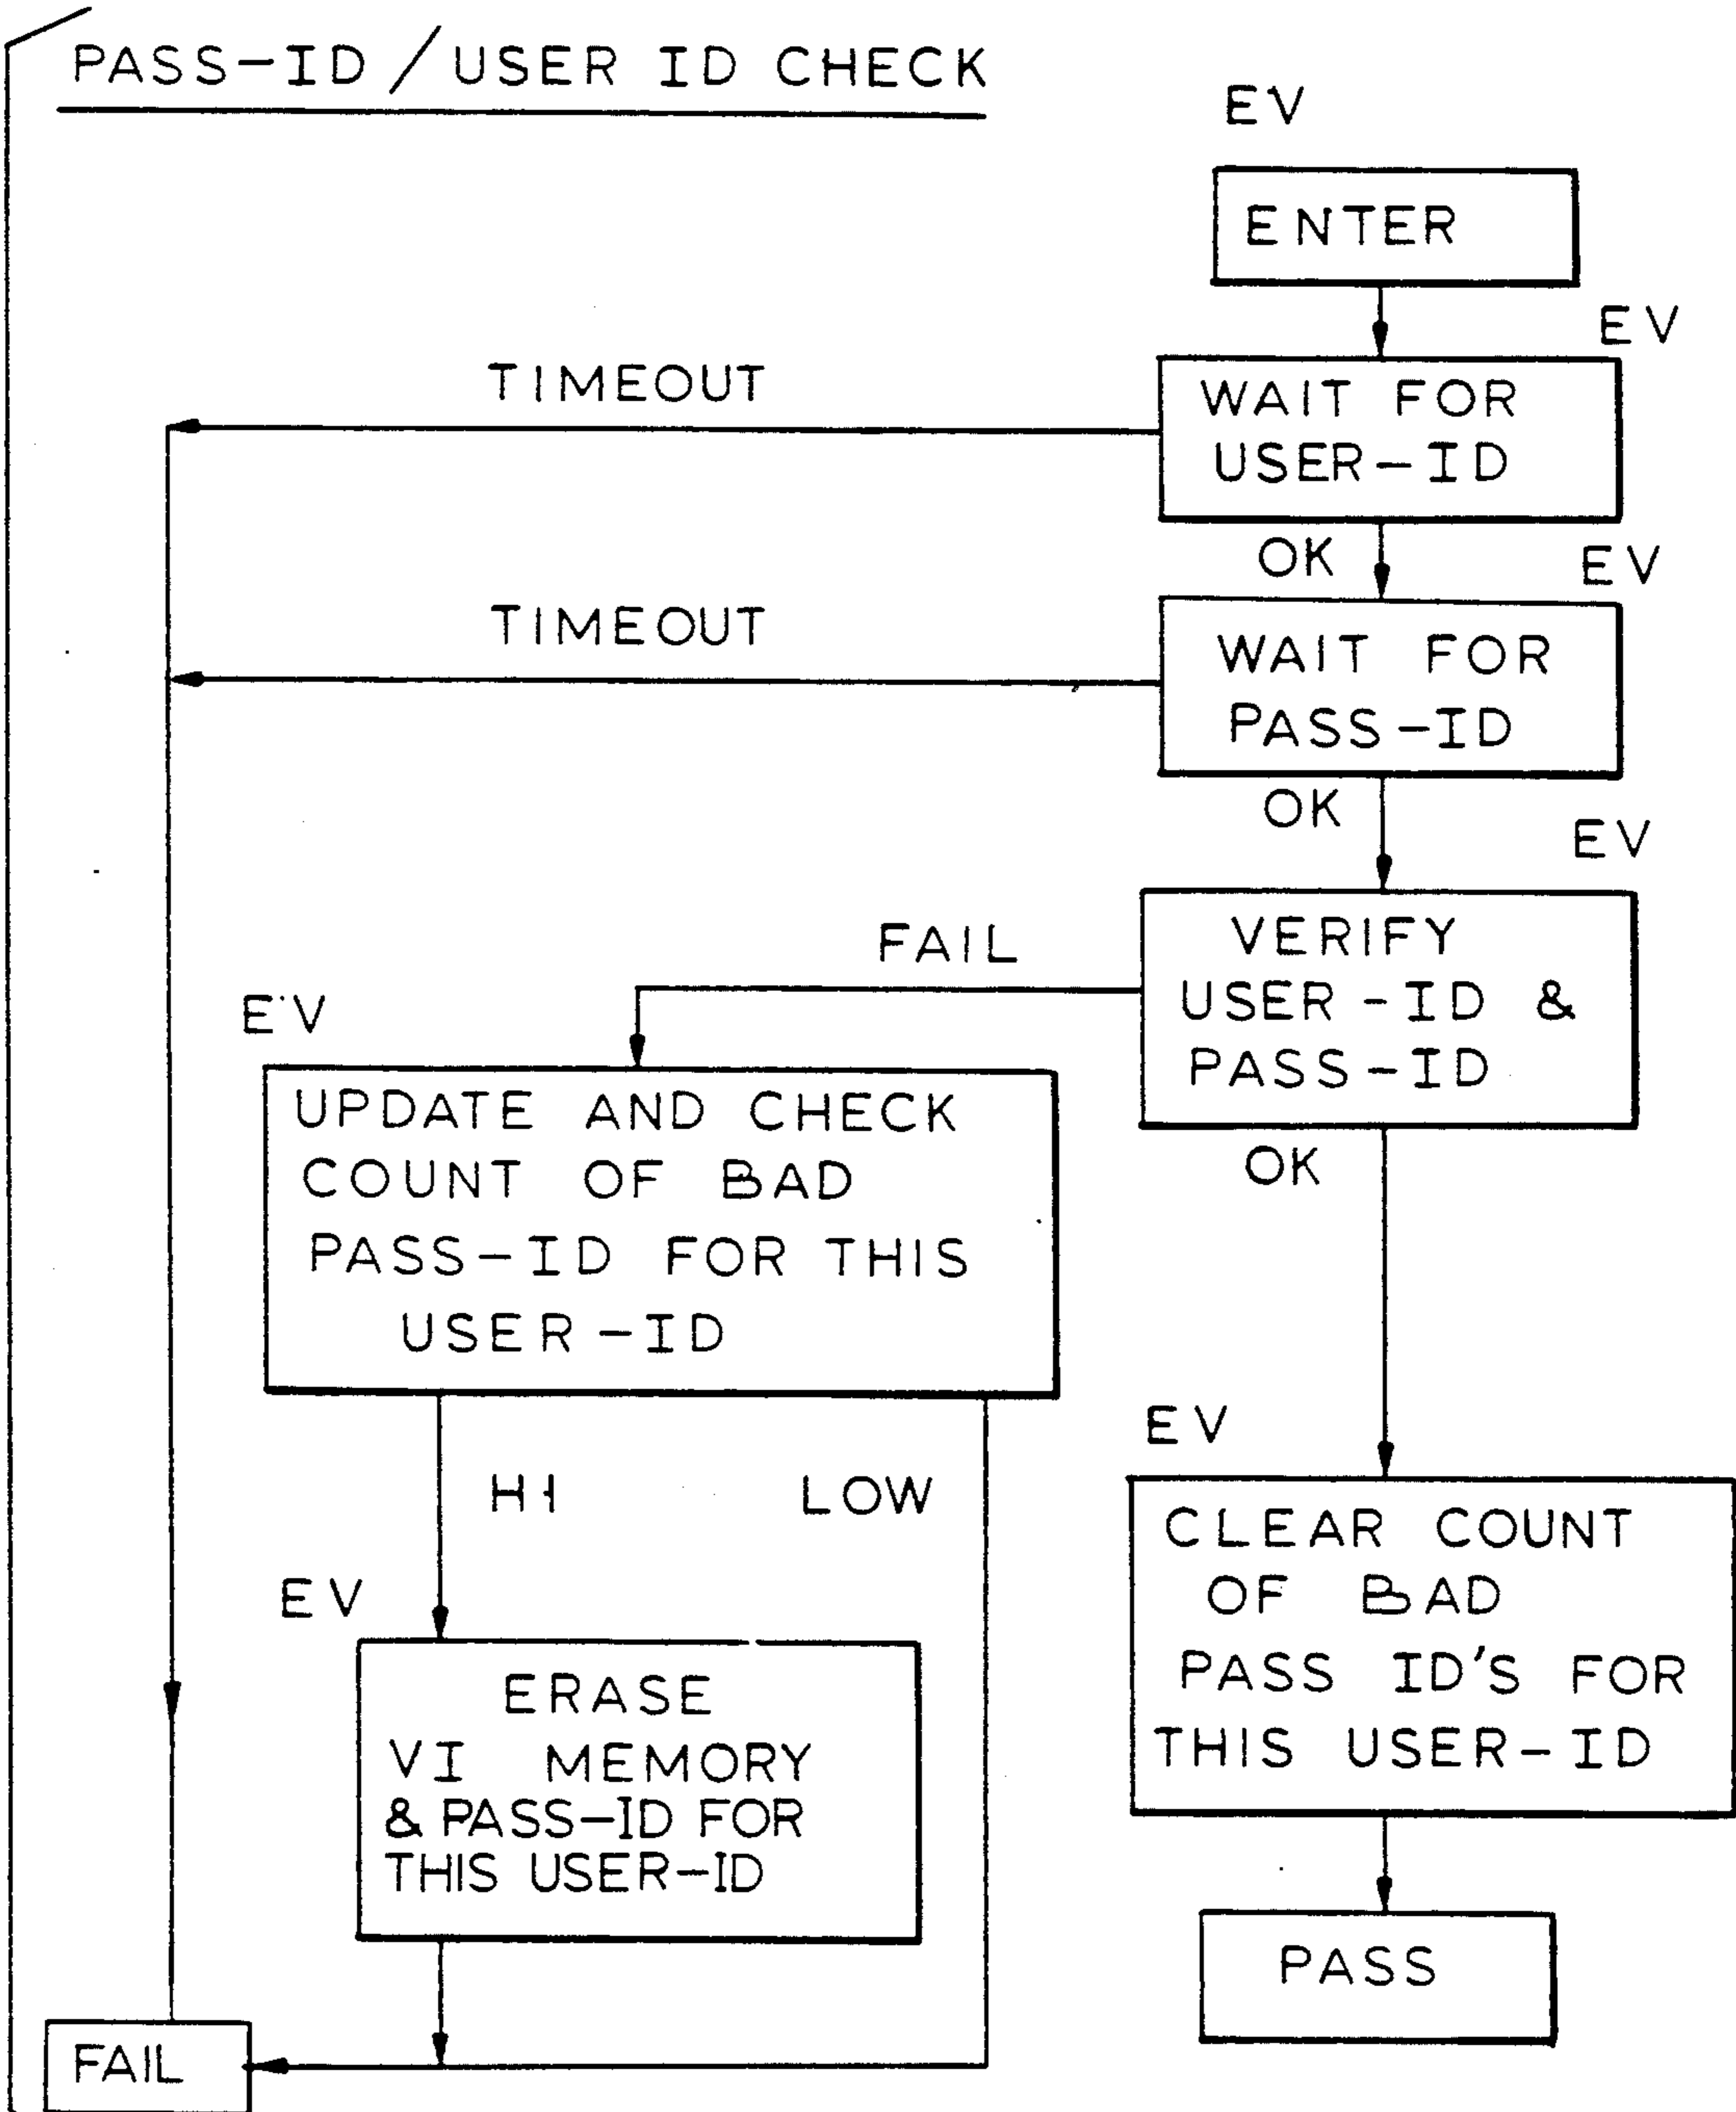 PASS-ID / USER ID CHECK
EV
ENTER
EV
TIMEOUT
WAIT FOR
USER-ID
OK
EV
TIMEOUT
WAIT FOR
PASS-ID
OK
EV
FAIL
VERIFY
USER-ID &
PASS-ID
OK
EV
UPDATE AND CHECK
COUNT OF BAD
PASS-ID FOR THIS
USER-ID
HI
LOW
EV
CLEAR COUNT
OF BAD
PASS ID'S FOR
THIS USER-ID
EV
ERASE
VI MEMORY
& PASS-ID FOR
THIS USER-ID
PASS
FAIL